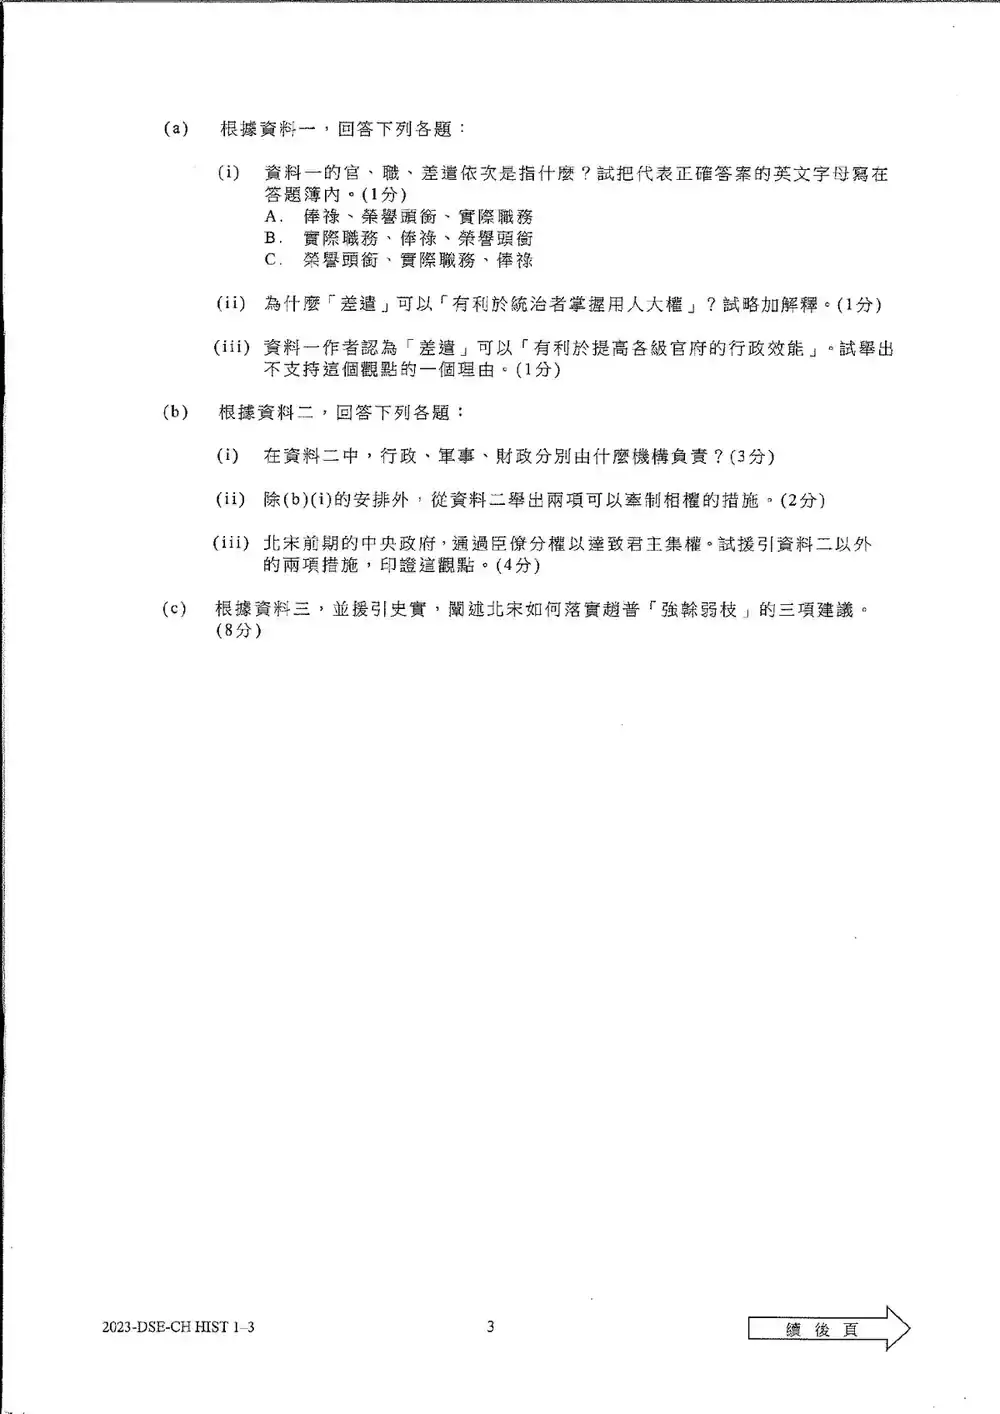 (a) 根據資料一，回答下列各題：
(i) 資料一的官、職、差遣依次是指什麼？試把代表正確答案的英文字母寫在
答題簿內。(1分)
A. 俸祿、榮譽頭銜、實際職務
B. 實際職務、俸祿、榮譽頭銜
C. 榮譽頭銜、實際職務、俸祿
(ii) 為什麼「差遣」可以「有利於統治者掌握用人大權」？試略加解釋。(1分)
(iii) 資料一作者認為「差遣」可以「有利於提高各級官府的行政效能」。試舉出
不支持這個觀點的一個理由。(1分)
(b) 根據資料二，回答下列各題：
(i) 在資料二中，行政、軍事、財政分別由什麼機構負責？(3分)
(ii) 除(b)(i)的安排外，從資料二舉出兩項可以牽制相權的措施。(2分)
(iii) 北宋前期的中央政府，通過臣僚分權以達致君主集權。試援引資料二以外
的兩項措施，印證這觀點。(4分)
(c) 根據資料三，並援引史實，闡述北宋如何落實趙普「強榦弱枝」的三項建議。
(8分)
2023-DSE-CH HIST 1–3
3
續後頁